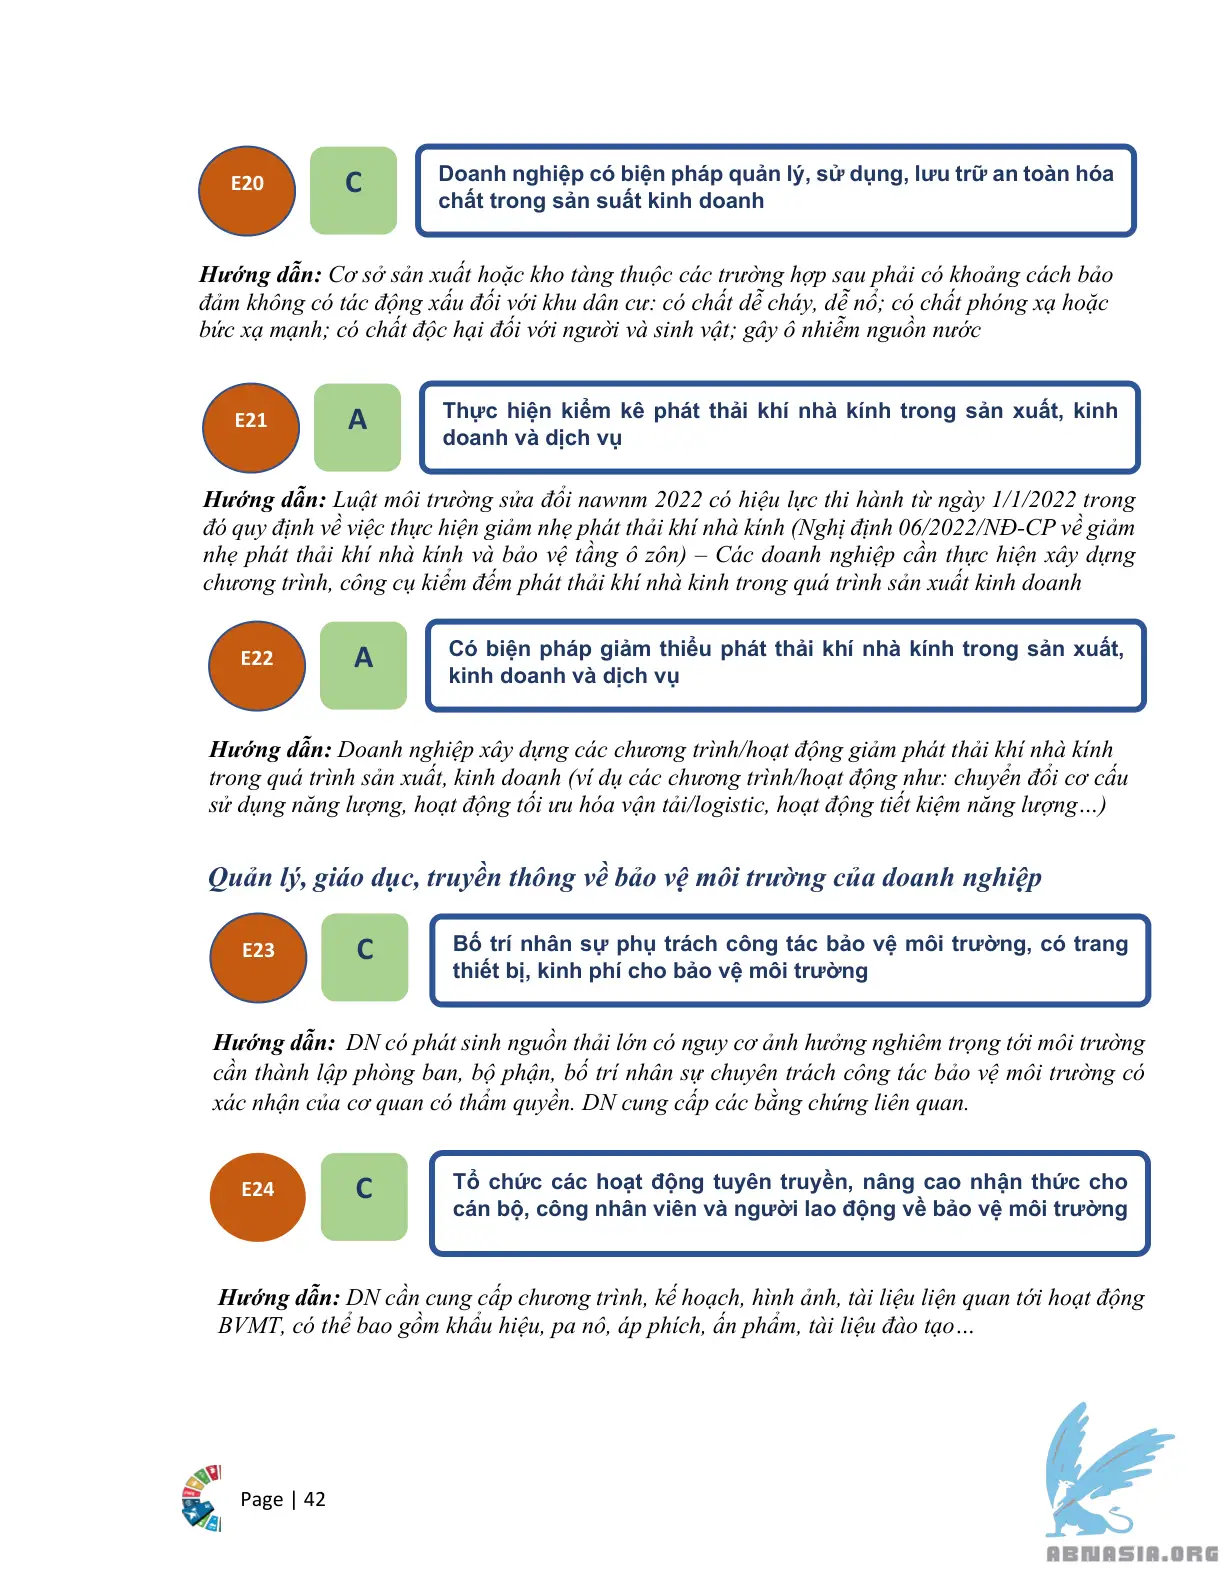 E20
C
Doanh nghiệp có biện pháp quản lý, sử dụng, lưu trữ an toàn hóa
chất trong sản suất kinh doanh
Hướng dẫn: Cơ sở sản xuất hoặc kho tàng thuộc các trường hợp sau phải có khoảng cách bảo
đảm không có tác động xấu đối với khu dân cư: có chất dễ cháy, dễ nổ; có chất phóng xạ hoặc
bức xạ mạnh; có chất độc hại đối với người và sinh vật; gây ô nhiễm nguồn nước
E21
A
Thực hiện kiểm kê phát thải khí nhà kính trong sản xuất, kinh
doanh và dịch vụ
Hướng dẫn: Luật môi trường sửa đổi nawnm 2022 có hiệu lực thi hành từ ngày 1/1/2022 trong
đó quy định về việc thực hiện giảm nhẹ phát thải khí nhà kính (Nghị định 06/2022/NĐ-CP về giảm
nhẹ phát thải khí nhà kính và bảo vệ tầng ô zôn) – Các doanh nghiệp cần thực hiện xây dựng
chương trình, công cụ kiểm đếm phát thải khí nhà kinh trong quá trình sản xuất kinh doanh
E22
A
Có biện pháp giảm thiểu phát thải khí nhà kính trong sản xuất,
kinh doanh và dịch vụ
Hướng dẫn: Doanh nghiệp xây dựng các chương trình/hoạt động giảm phát thải khí nhà kính
trong quá trình sản xuất, kinh doanh (ví dụ các chương trình/hoạt động như: chuyển đổi cơ cấu
sử dụng năng lượng, hoạt động tối ưu hóa vận tải/logistic, hoạt động tiết kiệm năng lượng…)
Quản lý, giáo dục, truyền thông về bảo vệ môi trường của doanh nghiệp
E23
C
Bố trí nhân sự phụ trách công tác bảo vệ môi trường, có trang
thiết bị, kinh phí cho bảo vệ môi trường
Hướng dẫn: DN có phát sinh nguồn thải lớn có nguy cơ ảnh hưởng nghiêm trọng tới môi trường
cần thành lập phòng ban, bộ phận, bố trí nhân sự chuyên trách công tác bảo vệ môi trường có
xác nhận của cơ quan có thẩm quyền. DN cung cấp các bằng chứng liên quan.
E24
C
Tổ chức các hoạt động tuyên truyền, nâng cao nhận thức cho
cán bộ, công nhân viên và người lao động về bảo vệ môi trường
Hướng dẫn: DN cần cung cấp chương trình, kế hoạch, hình ảnh, tài liệu liện quan tới hoạt động
BVMT, có thể bao gồm khẩu hiệu, pa nô, áp phích, ấn phẩm, tài liệu đào tạo…
Page | 42
ABNASIA.ORG